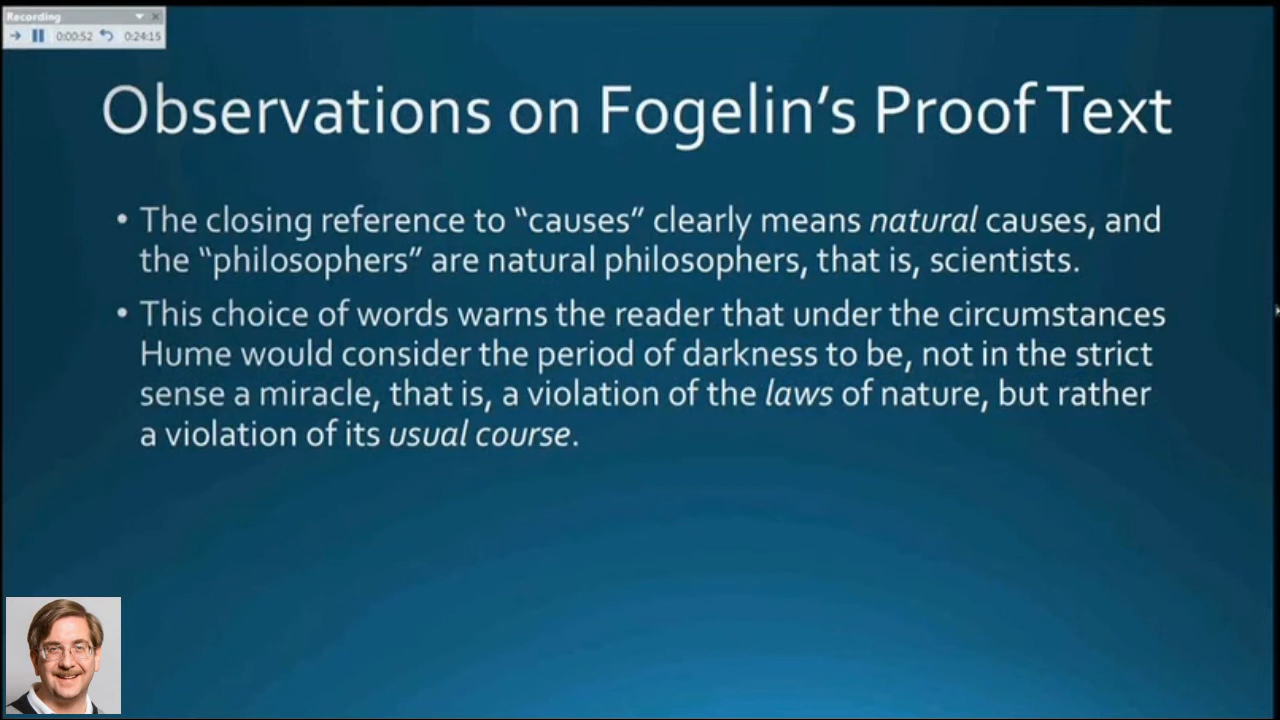 Recording
0:00:52 0:24:15
Observations on Fogelin’s Proof Text
• The closing reference to “causes” clearly means natural causes, and
the “philosophers” are natural philosophers, that is, scientists.
• This choice of words warns the reader that under the circumstances
Hume would consider the period of darkness to be, not in the strict
sense a miracle, that is, a violation of the laws of nature, but rather
a violation of its usual course.